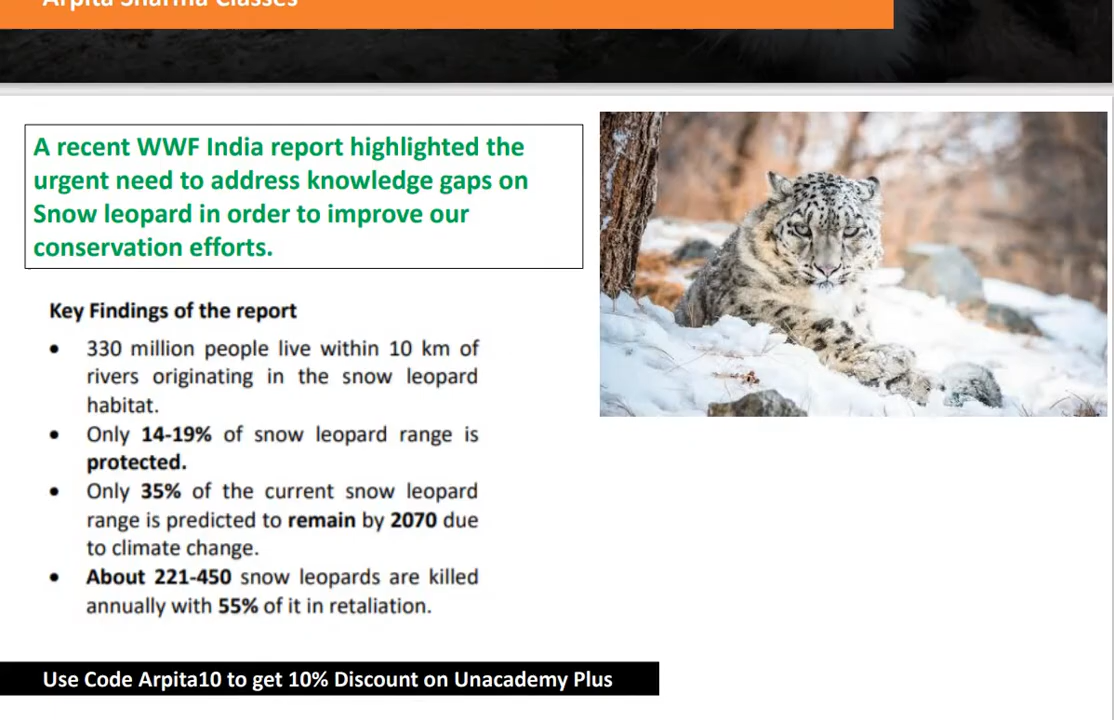 Arpita Sharma Classes
A recent WWF India report highlighted the
urgent need to address knowledge gaps on
Snow leopard in order to improve our
conservation efforts.
Key Findings of the report
• 330 million people live within 10 km of
rivers originating in the snow leopard
habitat.
• Only 14-19% of snow leopard range is
protected.
• Only 35% of the current snow leopard
range is predicted to remain by 2070 due
to climate change.
• About 221-450 snow leopards are killed
annually with 55% of it in retaliation.
Use Code Arpita10 to get 10% Discount on Unacademy Plus